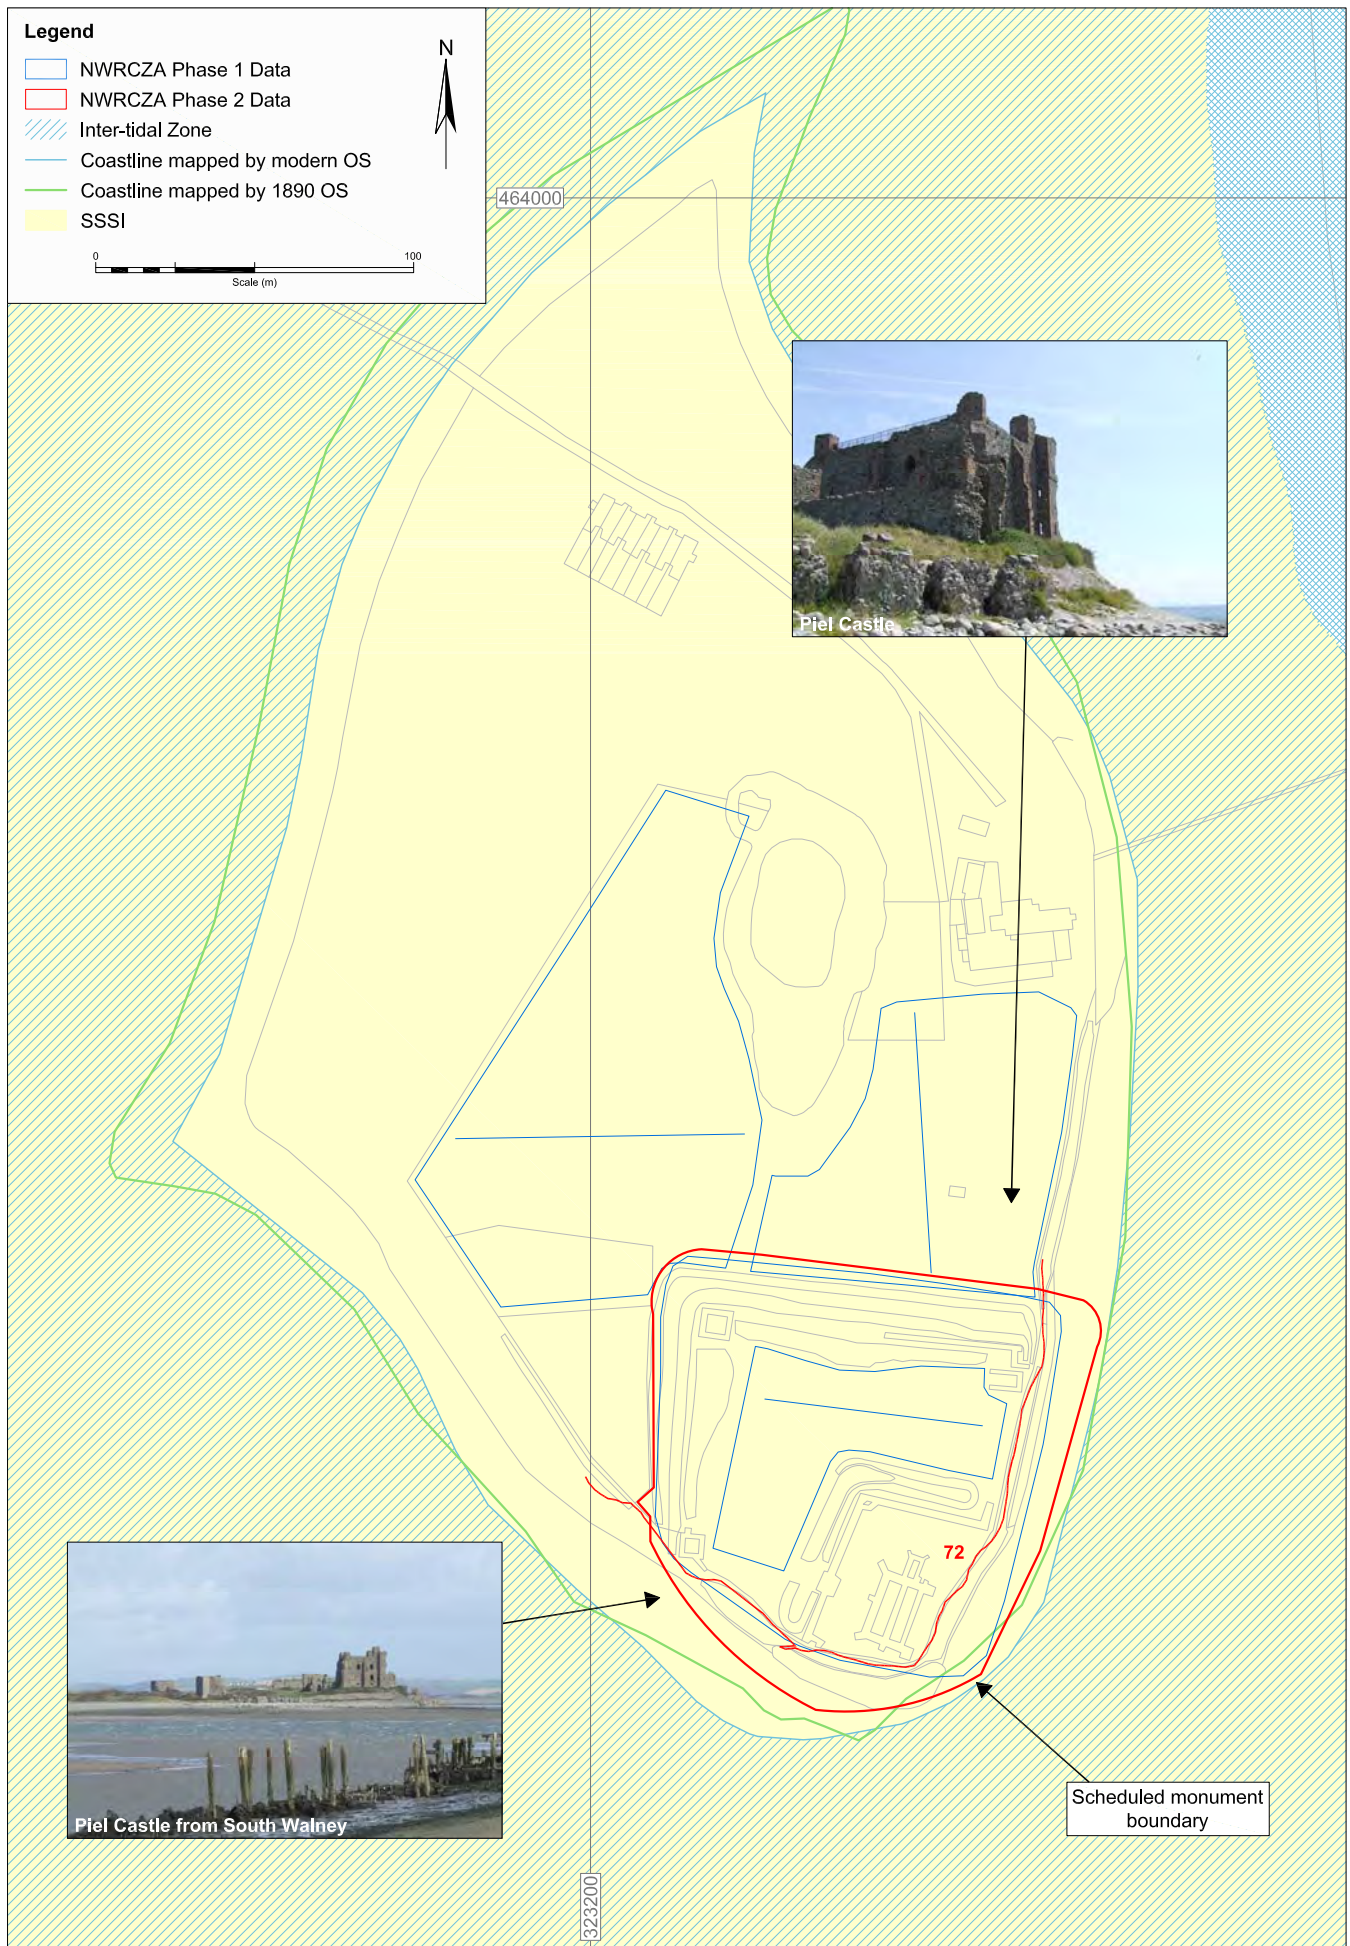 Legend
N
NWRCZA Phase 1 Data
NWRCZA Phase 2 Data
Inter-tidal Zone
Coastline mapped by modern OS
Coastline mapped by 1890 OS
SSSI
0 100
Scale (m)
464000
Piel Castle
72
Piel Castle from South Walney
Scheduled monument
boundary
323200